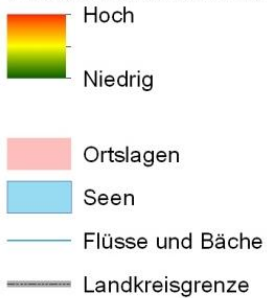 Hoch
Niedrig
Ortslagen
Seen
Flüsse und Bäche
Landkreisgrenze